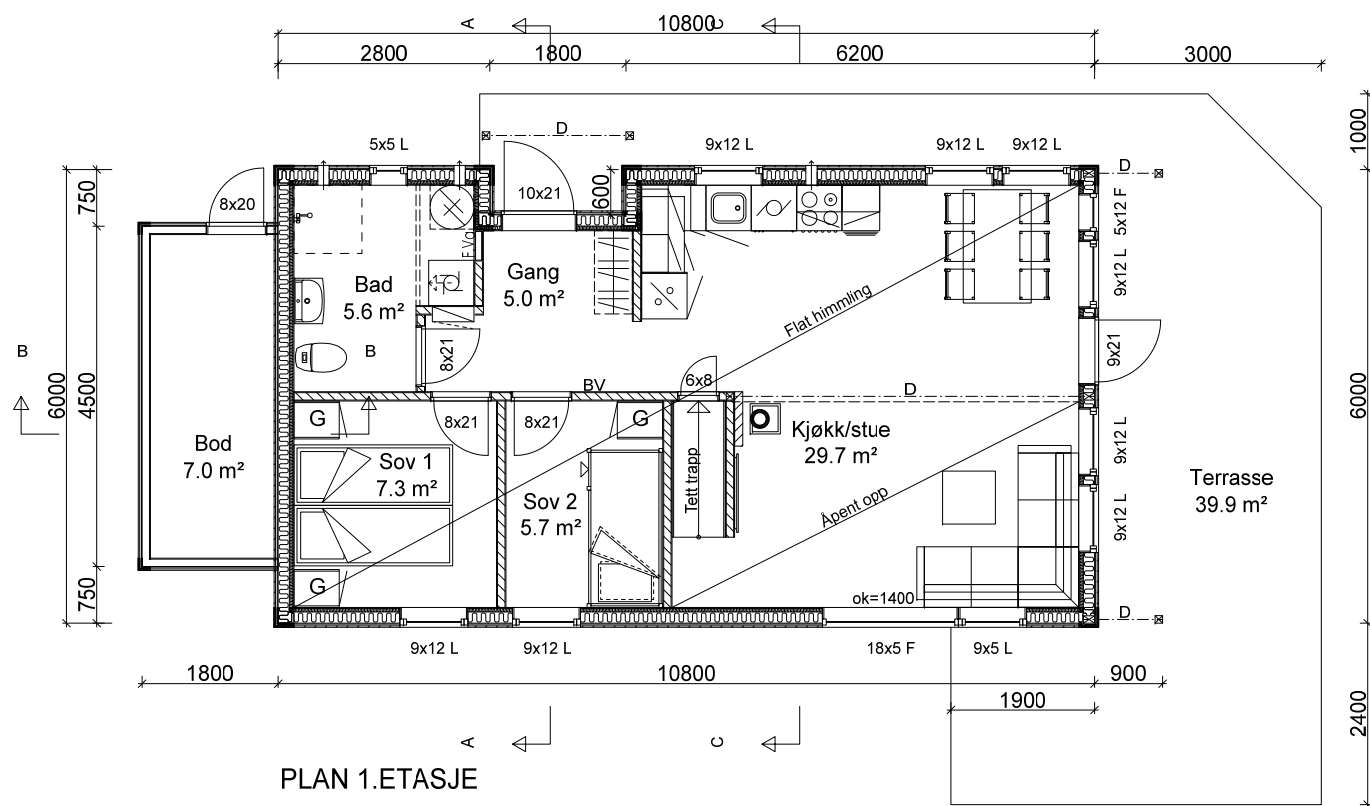 A
10800
C
2800
1800
6200
3000
1000
5x5 L
D
9x12 L
9x12 L
9x12 L
D
750
8x20
10x21
600
5x12 F
F.Vo
Gang
5.0 m²
Bad
5.6 m²
9x12 L
Flat himmling
B
B
8x21
9x21
6x8
BV
D
6000
4500
6000
G
8x21
8x21
G
Bod
7.0 m²
Sov 1
7.3 m²
Kjøkk/stue
29.7 m²
9x12 L
Tett trapp
Terrasse
39.9 m²
Sov 2
5.7 m²
Åpent opp
9x12 L
G
750
ok=1400
D
9x12 L
9x12 L
18x5 F
9x5 L
1800
10800
900
1900
2400
A
C
PLAN 1.ETASJE